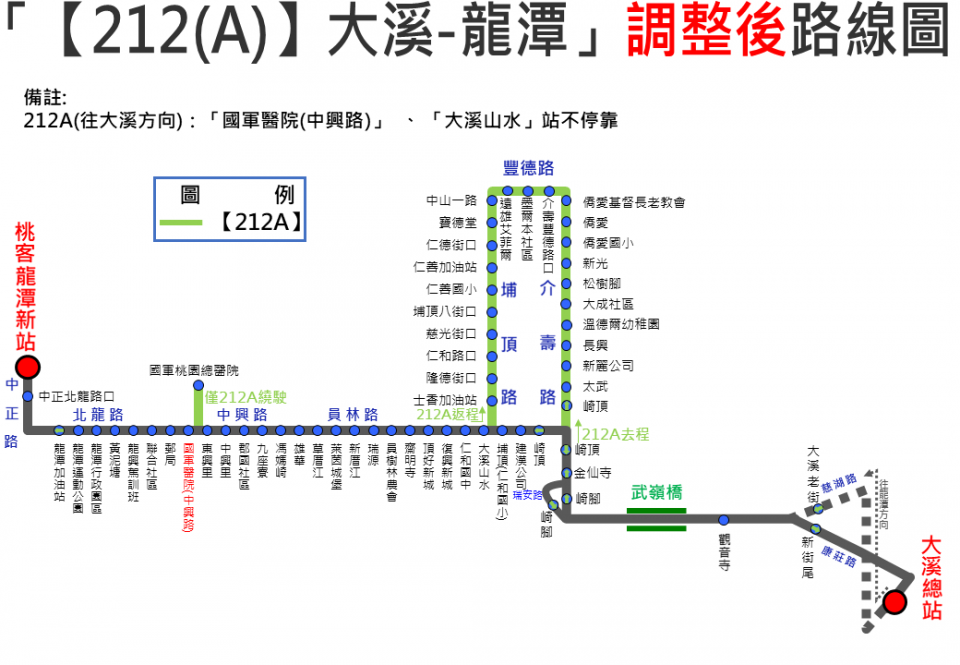 「【212(A)】大溪-龍潭」調整後路線圖
備註:
212A(往大溪方向)：「國軍醫院(中興路)」、「大溪山水」站不停靠
圖 例
【212A】
豐德路
中山一路
寶德堂
仁德街口
仁善加油站
仁善國小
埔頂八街口
慈光街口
仁和路口
隆德街口
士香加油站
遠雄艾菲爾
墨爾本社區
介壽豐德路口
埔頂路
介壽路
僑愛基督長老教會
僑愛
僑愛國小
新光
松樹腳
大成社區
溫德爾幼稚園
長興
新麗公司
太武
崎頂
212A返程
212A去程
桃客龍潭新站
中正路
中正北龍路口
北龍路
國軍桃園總醫院
僅212A繞駛
中興路
員林路
龍潭加油站
龍潭運動公園
龍潭行政園區
黃泥塘
龍興駕訓班
聯合社區
郵局
國軍醫院(中興路)
東興里
中興里
郡國社區
九座寮
馮媽崎
雄華
草厝江
萊茵城堡
新厝江
瑞源
員樹林農會
齋明寺
頂好新城
復興新城
仁和國中
大溪山水
埔頂(仁和國小)
建漢公司
崎頂
崎頂
金仙寺
崎腳
瑞安路
崎腳
武嶺橋
觀音寺
大溪老街
慈湖路
往龍潭方向
新街尾
康莊路
大溪總站